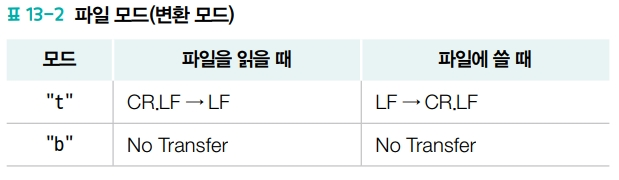 표 13-2 파일 모드(변환 모드)
모드 파일을 읽을 때 파일에 쓸 때
"t" CR.LF → LF LF → CR.LF
"b" No Transfer No Transfer